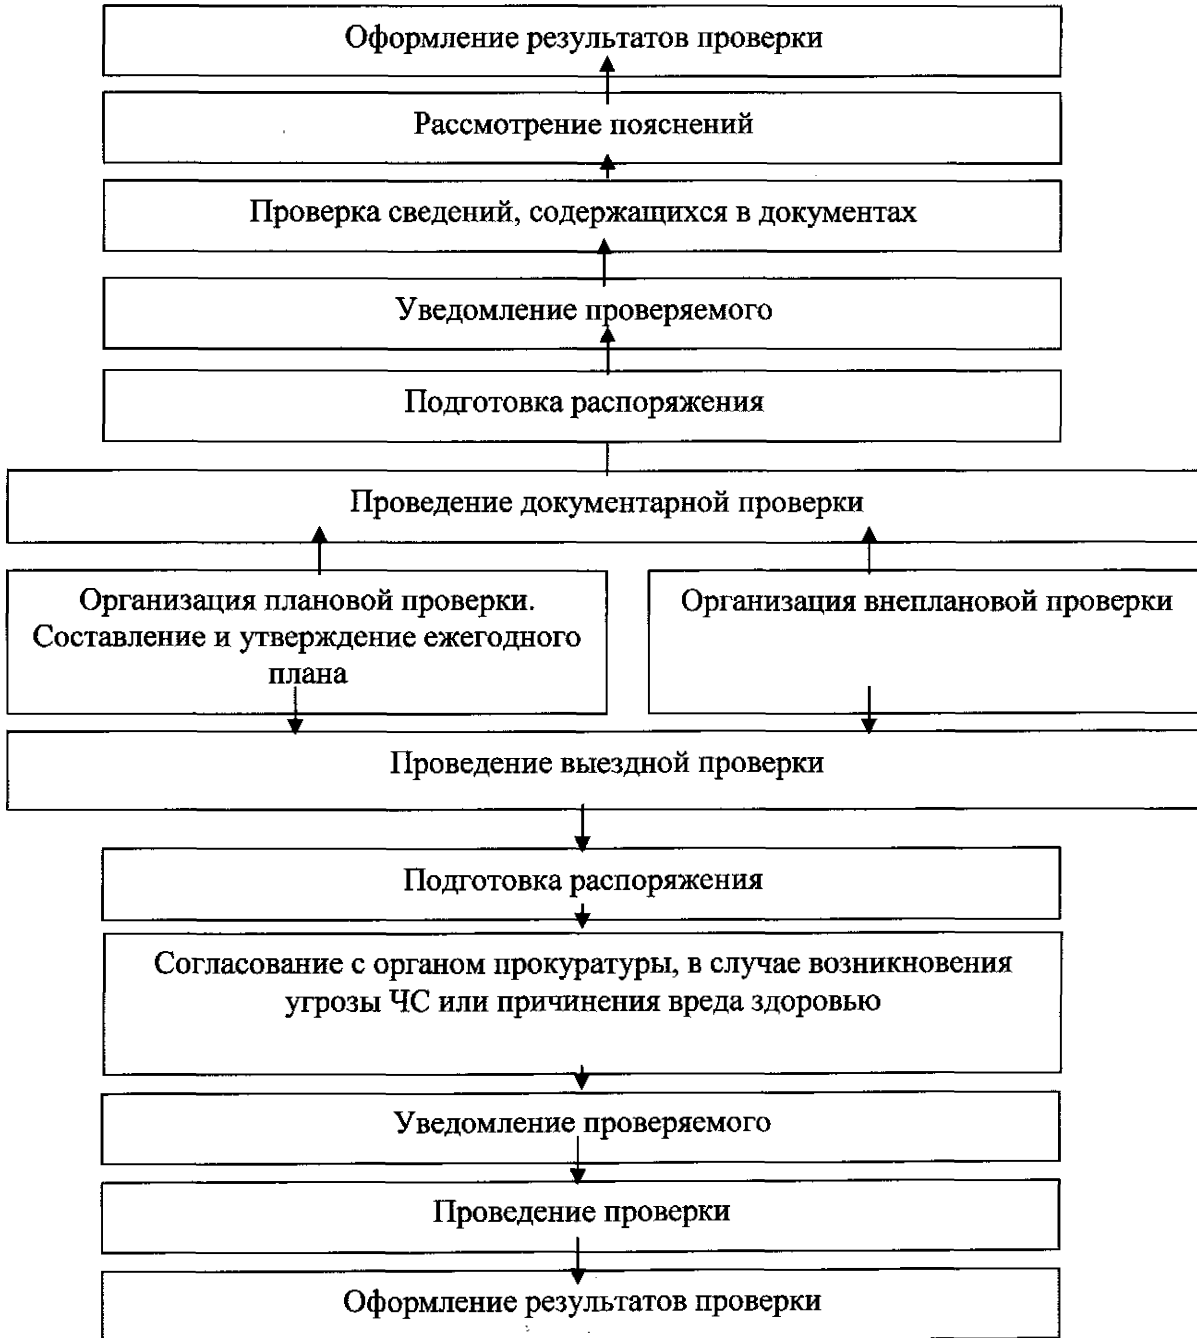 Оформление результатов проверки
Рассмотрение пояснений
Проверка сведений, содержащихся в документах
Уведомление проверяемого
Подготовка распоряжения
Проведение документарной проверки
Организация плановой проверки.
Составление и утверждение ежегодного
плана
Организация внеплановой проверки
Проведение выездной проверки
Подготовка распоряжения
Согласование с органом прокуратуры, в случае возникновения
угрозы ЧС или причинения вреда здоровью
Уведомление проверяемого
Проведение проверки
Оформление результатов проверки